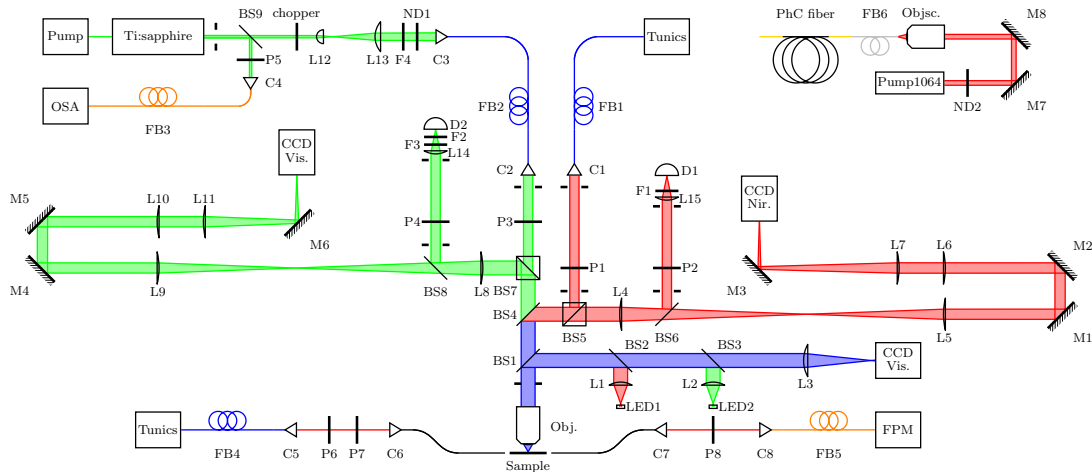 BS9
chopper
ND1
PhC fiber
FB6
Objsc.
M8
Pump
Ti:sapphire
Tunics
P5
L12
L13
F4
C3
C4
Pump1064
ND2
M7
OSA
FB3
FB2
FB1
D2
F2
F3
L14
CCD
Vis.
C2
C1
D1
F1
L15
CCD
Nir.
M5
L10
L11
M6
P4
P3
M4
L9
BS8
L8
BS7
P1
P2
M3
L7
L6
M2
BS4
BS5
L4
BS6
L5
M1
BS1
BS2
BS3
L1
L2
L3
CCD
Vis.
LED1
LED2
Obj.
Tunics
FB4
C5
P6
P7
C6
Sample
C7
P8
C8
FB5
FPM